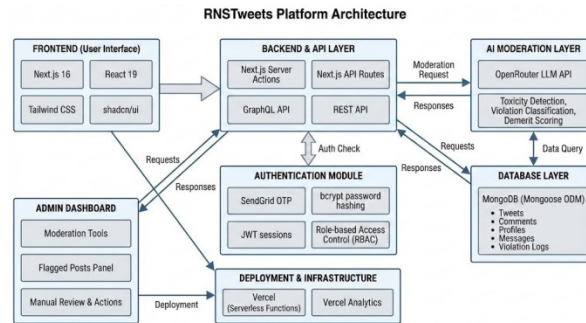 RNSTweets Platform Architecture
FRONTEND (User Interface)
Next.js 16
React 19
Tailwind CSS
shadcn/ui
BACKEND & API LAYER
Next.js Server
Actions
Next.js API Routes
GraphQL API
REST API
Moderation
Request
Responses
AI MODERATION LAYER
OpenRouter LLM API
Toxicity Detection,
Violation Classification,
Demerit Scoring
Auth Check
Data Query
Requests
Responses
Requests
Responses
AUTHENTICATION MODULE
SendGrid OTP
bcrypt password
hashing
JWT sessions
Role-based Access
Control (RBAC)
DATABASE LAYER
MongoDB (Mongoose ODM)
• Tweets
• Comments
• Profiles
• Messages
• Violation Logs
ADMIN DASHBOARD
Moderation Tools
Flagged Posts Panel
Manual Review & Actions
Deployment
DEPLOYMENT & INFRASTRUCTURE
Vercel
(Serverless Functions)
Vercel Analytics